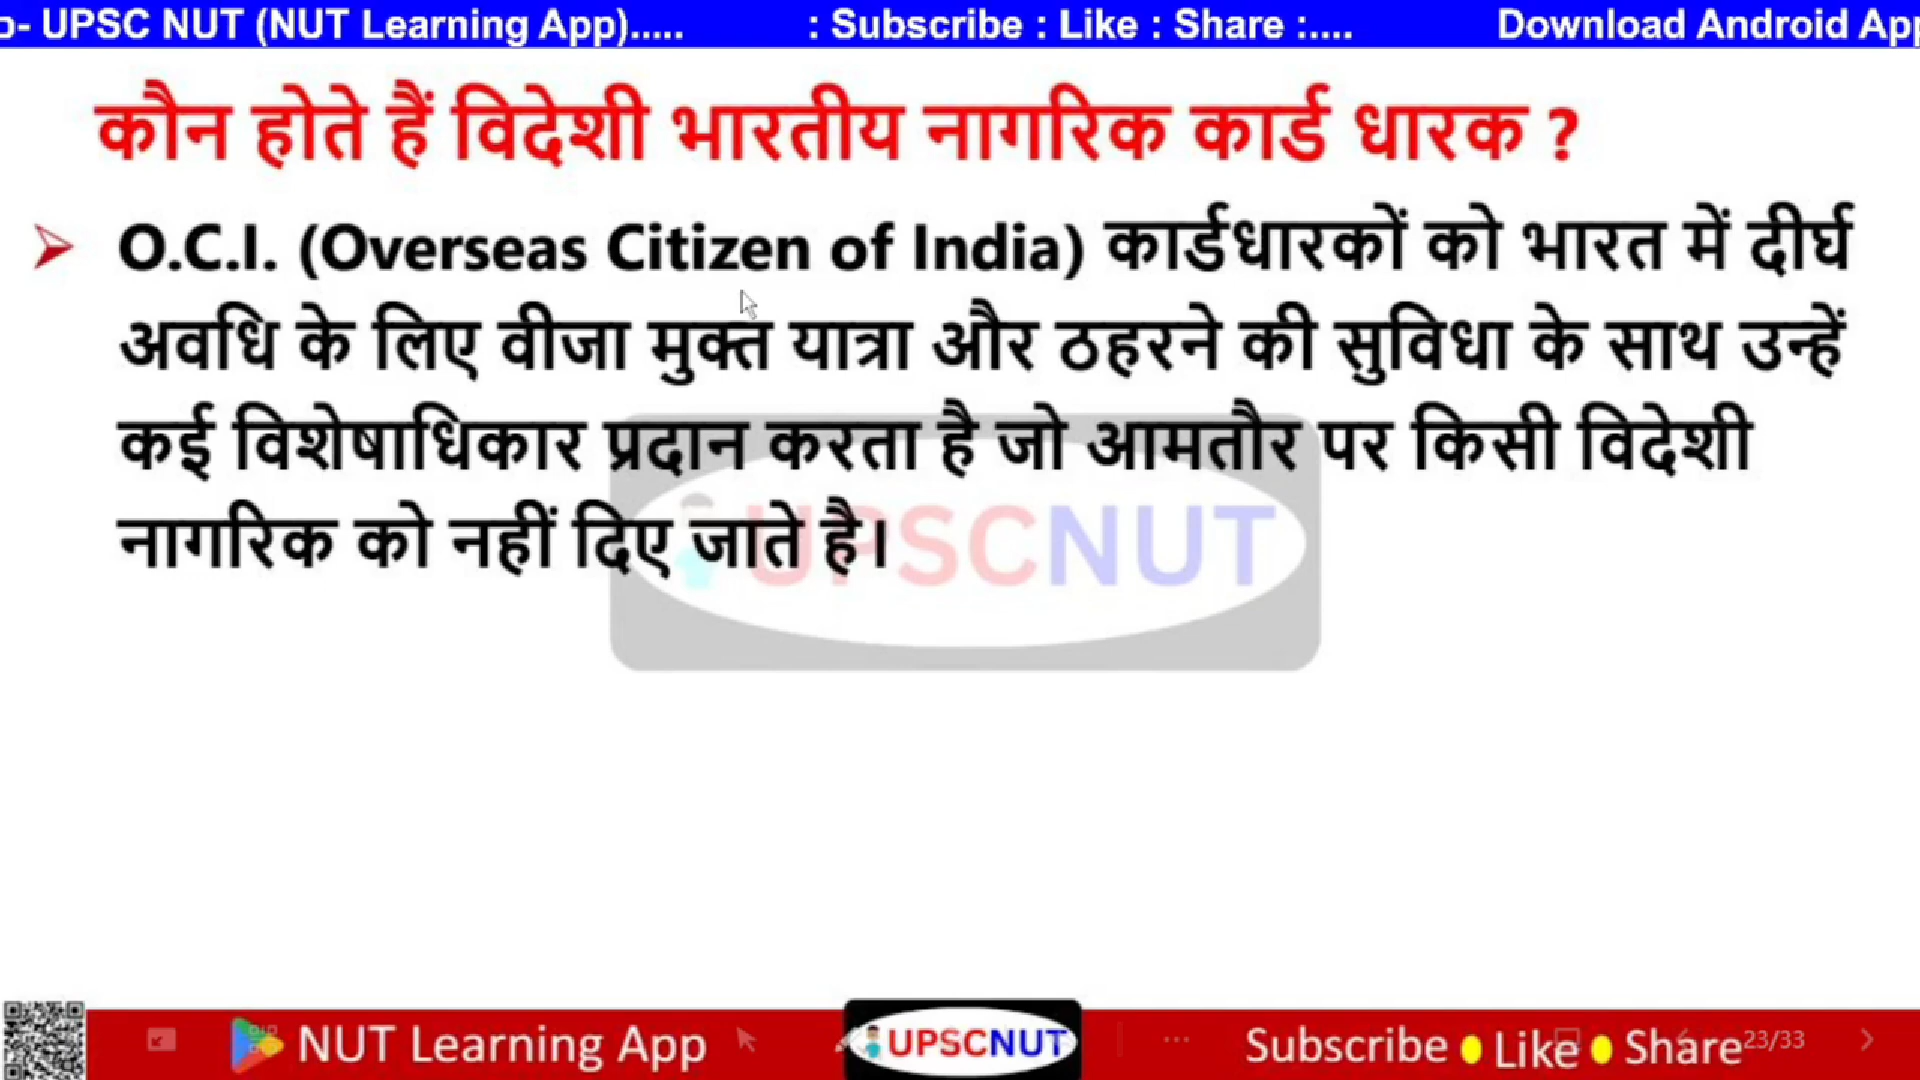 - UPSC NUT (NUT Learning App)..... : Subscribe : Like : Share :.... Download Android App
कौन होते हैं विदेशी भारतीय नागरिक कार्ड धारक ?
➢ O.C.I. (Overseas Citizen of India) कार्डधारकों को भारत में दीर्घ
अवधि के लिए वीजा मुक्त यात्रा और ठहरने की सुविधा के साथ उन्हें
कई विशेषाधिकार प्रदान करता है जो आमतौर पर किसी विदेशी
नागरिक को नहीं दिए जाते है।
UPSCNUT
NUT Learning App UPSCNUT Subscribe Like Share 23/33